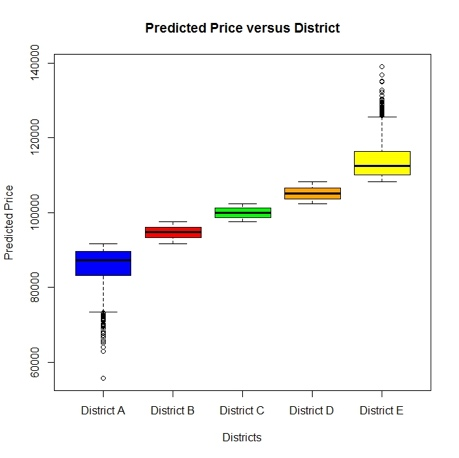 Predicted Price versus District
Predicted Price
140000
120000
100000
80000
60000
District A District B District C District D District E
Districts